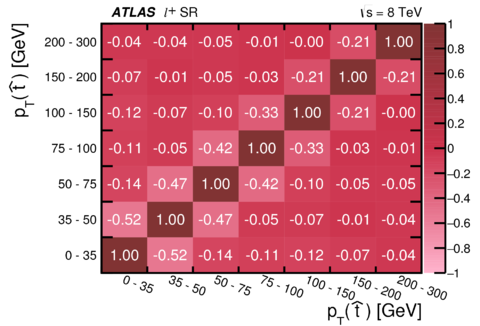 ATLAS l+ SR √s = 8 TeV
p_T(t̂) [GeV]
200 - 300 -0.04 -0.04 -0.05 -0.01 -0.00 -0.21 1.00
150 - 200 -0.07 -0.01 -0.05 -0.03 -0.21 1.00 -0.21
100 - 150 -0.12 -0.07 -0.10 -0.33 1.00 -0.21 -0.00
75 - 100 -0.11 -0.05 -0.42 1.00 -0.33 -0.03 -0.01
50 - 75 -0.14 -0.47 1.00 -0.42 -0.10 -0.05 -0.05
35 - 50 -0.52 1.00 -0.47 -0.05 -0.07 -0.01 -0.04
0 - 35 1.00 -0.52 -0.14 -0.11 -0.12 -0.07 -0.04
0 - 35 35 - 50 50 - 75 75 - 100 100 - 150 150 - 200 200 - 300
p_T(t̂) [GeV]
1
0.8
0.6
0.4
0.2
0
-0.2
-0.4
-0.6
-0.8
-1